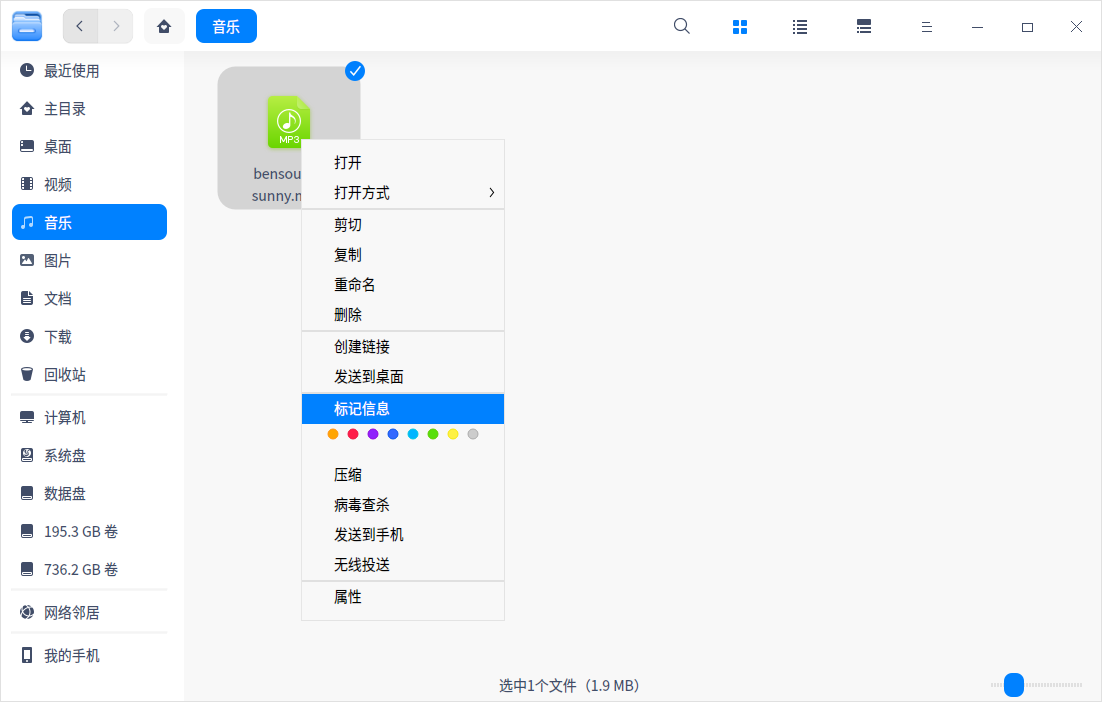 音乐
最近使用
主目录
桌面
视频
音乐
图片
文档
下载
回收站
计算机
系统盘
数据盘
195.3 GB 卷
736.2 GB 卷
网络邻居
我的手机
MP3
bensou
sunny.m
打开
打开方式
剪切
复制
重命名
删除
创建链接
发送到桌面
标记信息
压缩
病毒查杀
发送到手机
无线投送
属性
选中1个文件（1.9 MB）